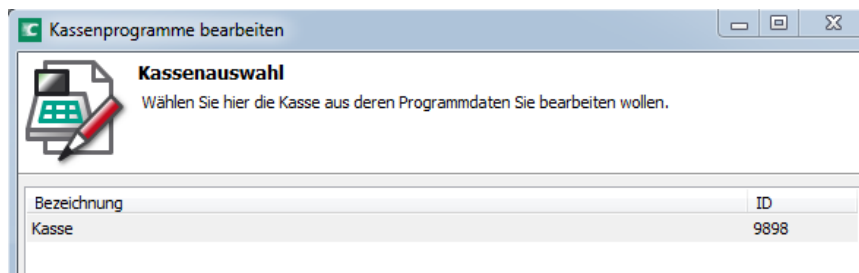 Kassenprogramme bearbeiten
Kassenauswahl
Wählen Sie hier die Kasse aus deren Programmdaten Sie bearbeiten wollen.
Bezeichnung ID
Kasse 9898